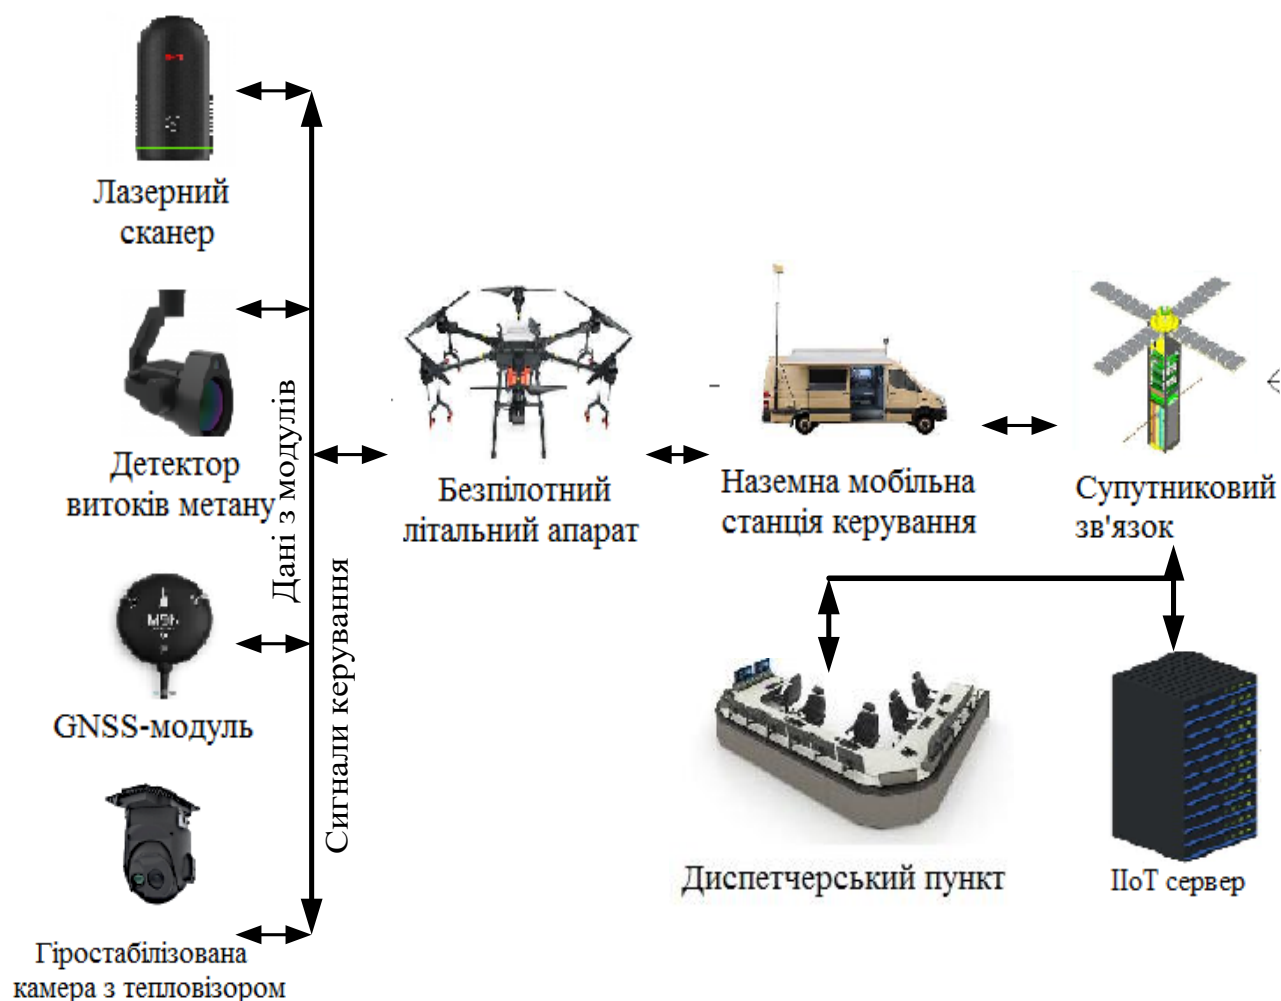 Лазерний
сканер
Детектор
витоків метану
GNSS-модуль
Гіростабілізована
камера з тепловізором
Дані з модулів
Сигнали керування
Безпілотний
літальний апарат
Наземна мобільна
станція керування
Супутниковий
зв'язок
Диспетчерський пункт
ІІоТ сервер